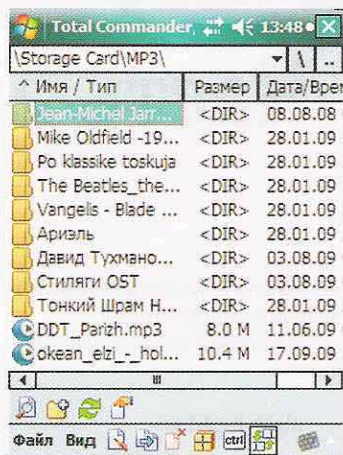 Total Commander, 13:48
\Storage Card\MP3\ \ ..
^ Имя / Тип Размер Дата/Врем
Jean-Michel Jarr... <DIR> 08.08.08
Mike Oldfield -19... <DIR> 28.01.09
Po klassike toskuja <DIR> 28.01.09
The Beatles_the... <DIR> 28.01.09
Vangelis - Blade ... <DIR> 28.01.09
Ариэль <DIR> 28.01.09
Давид Тухмано... <DIR> 03.08.09
Стиляги OST <DIR> 03.08.09
Тонкий Шрам Н... <DIR> 28.01.09
DDT_Parizh.mp3 8.0 M 11.06.09
okean_elzi_-_hol... 10.4 M 17.09.09
Файл Вид ctrl